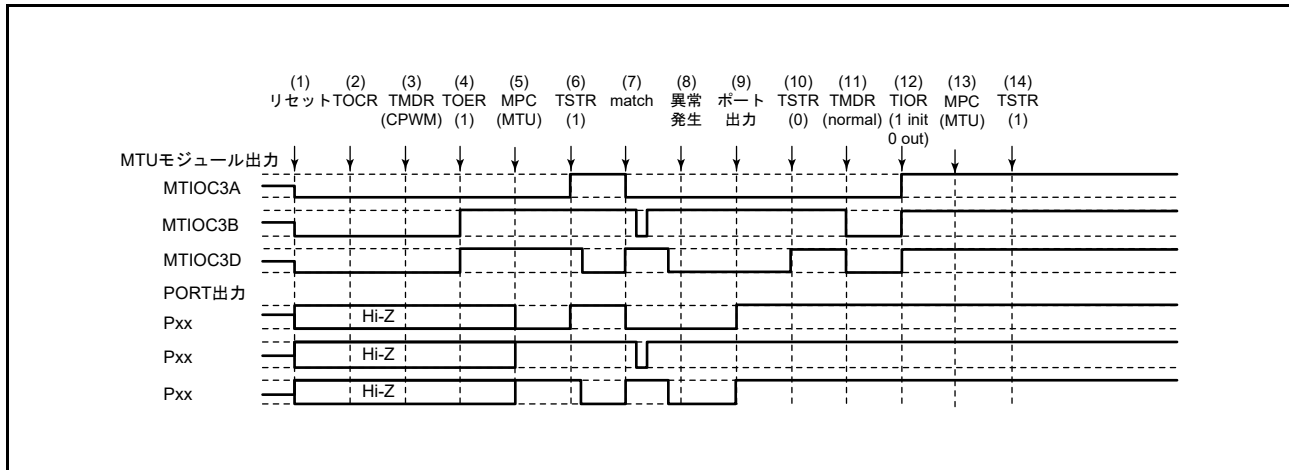 (1) (2) (3) (4) (5) (6) (7) (8) (9) (10) (11) (12) (13) (14)
リセット TOCR TMDR TOER MPC TSTR match 異常 ポート TSTR TMDR TIOR MPC TSTR
(CPWM) (1) (MTU) (1) 発生 出力 (0) (normal) (1 init (MTU) (1)
0 out)
MTUモジュール出力
MTIOC3A
MTIOC3B
MTIOC3D
PORT出力
Pxx Hi-Z
Pxx Hi-Z
Pxx Hi-Z